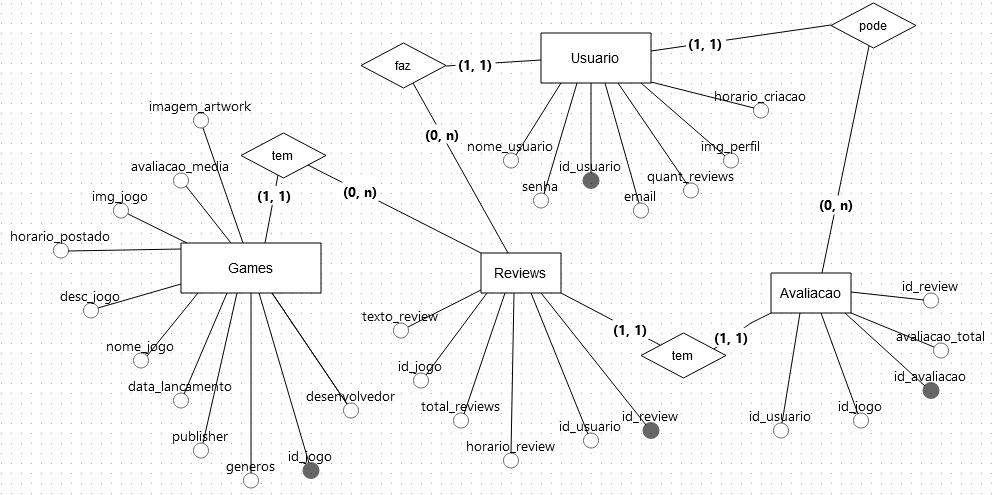 pode
Usuario
(1, 1)
faz
(1, 1)
horario_criacao
imagem_artwork
(0, n)
nome_usuario
img_perfil
tem
avaliacao_media
id_usuario
quant_reviews
senha
email
(1, 1)
(0, n)
img_jogo
(0, n)
horario_postado
Games
Reviews
Avaliacao
id_review
desc_jogo
texto_review
(1, 1)
(1, 1)
avaliacao_total
nome_jogo
tem
id_jogo
id_avaliacao
data_lancamento
desenvolvedor
total_reviews
id_usuario
id_review
id_usuario
id_jogo
publisher
horario_review
generos
id_jogo